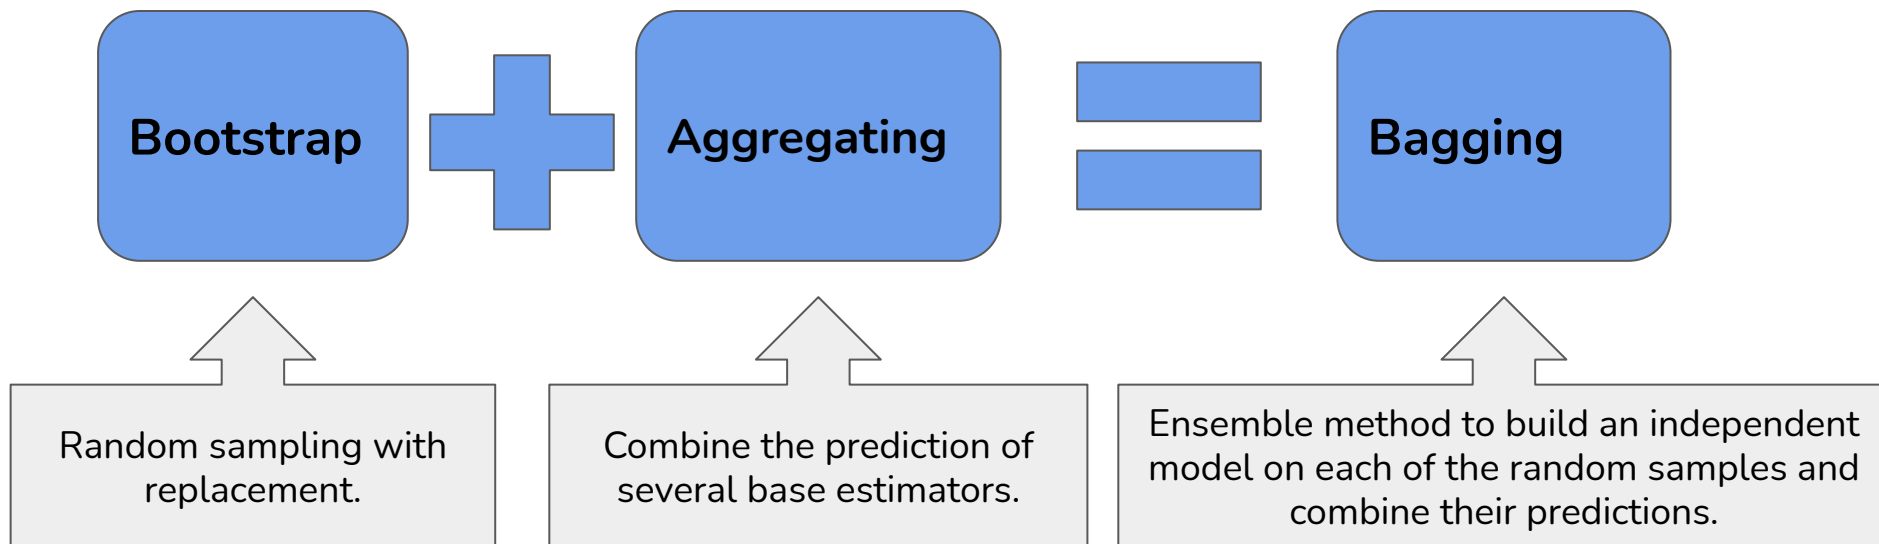 Bootstrap
Aggregating
Bagging
Random sampling with
replacement.
Combine the prediction of
several base estimators.
Ensemble method to build an independent
model on each of the random samples and
combine their predictions.